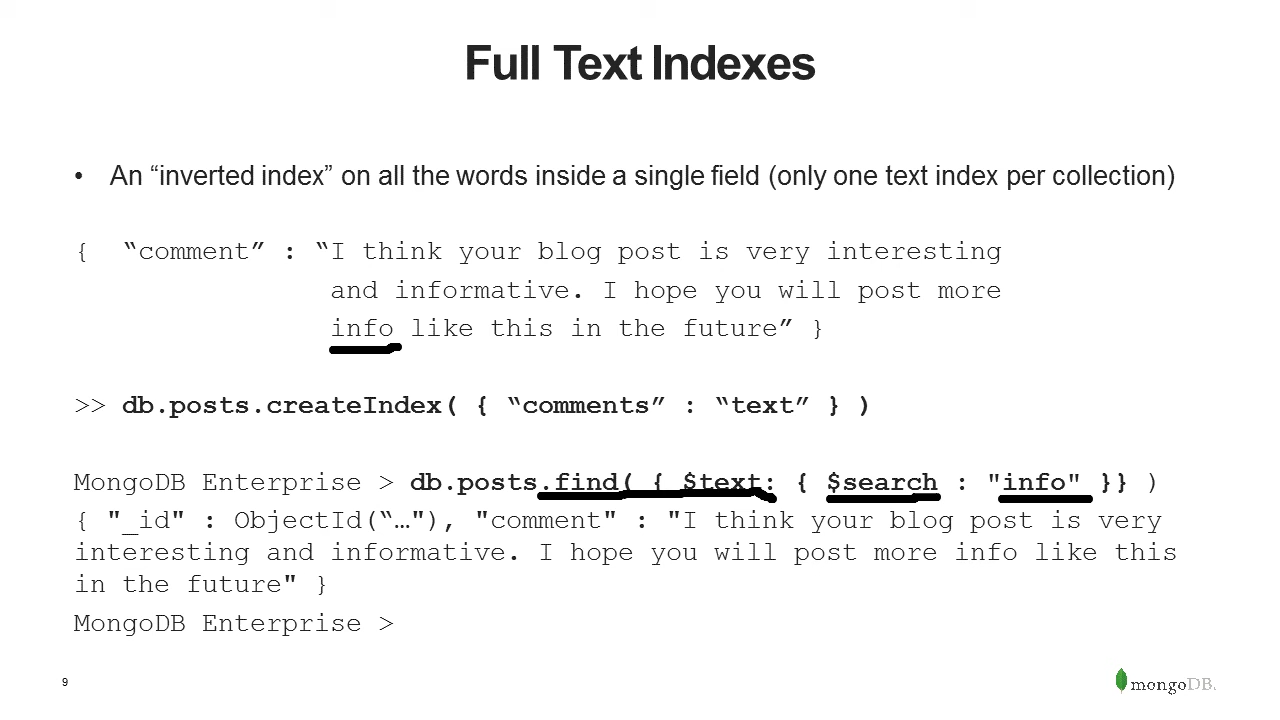 Full Text Indexes
• An “inverted index” on all the words inside a single field (only one text index per collection)
{  “comment” : “I think your blog post is very interesting
and informative. I hope you will post more
info like this in the future” }
>> db.posts.createIndex( { “comments” : “text” } )
MongoDB Enterprise > db.posts.find( { $text: { $search : "info" }} )
{ "_id" : ObjectId(“…"), "comment" : "I think your blog post is very
interesting and informative. I hope you will post more info like this
in the future" }
MongoDB Enterprise >
9
mongoDB.